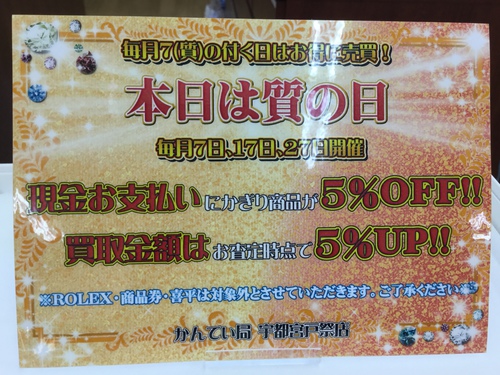 毎月7(質)の付く日はお得に売買！
本日は質の日
毎月7日、17日、27日開催
現金お支払いにかぎり商品が5%OFF!!
買取金額はお査定時点で5%UP!!
※ROLEX・商品券・喜平は対象外とさせていただきます。ご了承ください※
かんてい局 宇都宮戸祭店